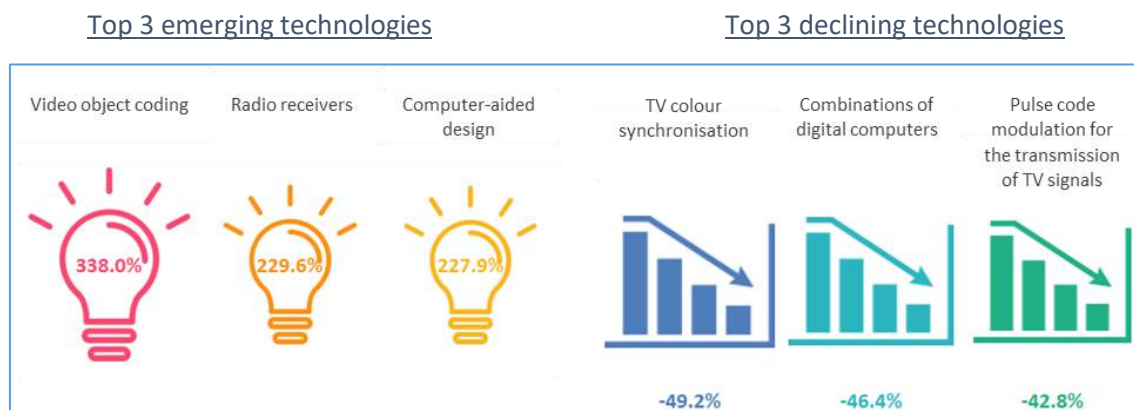 Top 3 emerging technologies
Top 3 declining technologies
Video object coding
Radio receivers
Computer-aided
design
338.0%
229.6%
227.9%
TV colour
synchronisation
Combinations of
digital computers
Pulse code
modulation for
the transmission
of TV signals
-49.2%
-46.4%
-42.8%